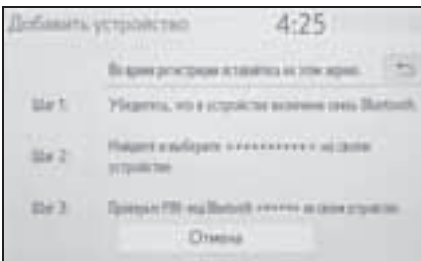 Добавить устройство 4:25
Во время регистрации оставайтесь на этом экране.
Шаг 1: Убедитесь, что в устройстве включена связь Bluetooth.
Шаг 2: Найдите и выберите *********** на своем
устройстве.
Шаг 3: Проверьте PIN-код Bluetooth ****** на своем устройстве.
Отмена